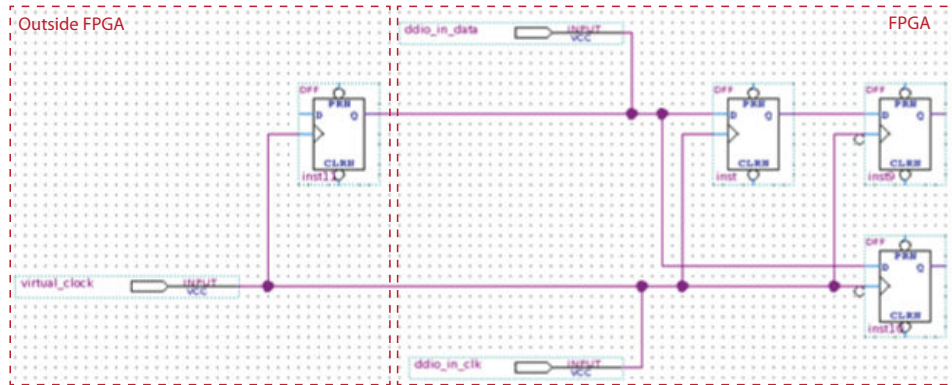 Outside FPGA
FPGA
ddio_in_data
INPUT
VCC
DFF
PRN
D
Q
CLRN
inst11
DFF
PRN
D
Q
CLRN
inst
DFF
PRN
D
Q
CLRN
inst9
DFF
PRN
D
Q
CLRN
inst10
virtual_clock
INPUT
VCC
ddio_in_clk
INPUT
VCC